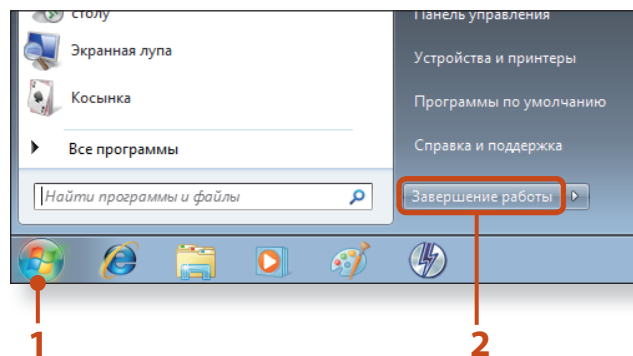 столу
Панель управления
Экранная лупа
Устройства и принтеры
Косынка
Программы по умолчанию
Все программы
Справка и поддержка
Найти программы и файлы
Завершение работы
1
2